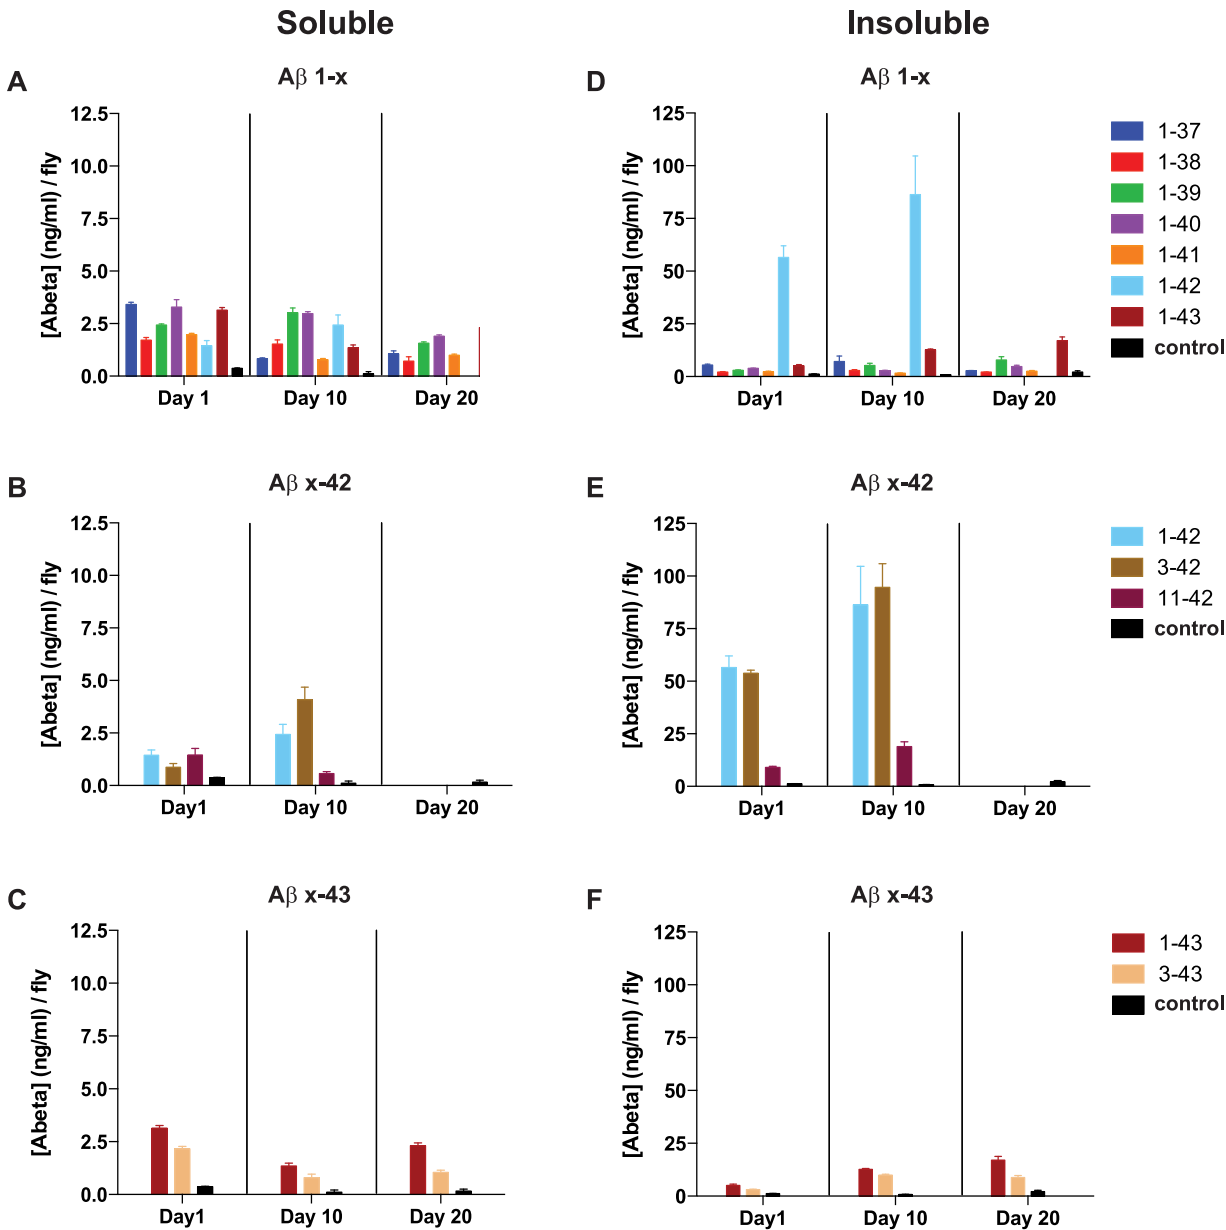 Soluble
Insoluble
A
Aβ 1-x
[Abeta] (ng/ml) / fly
12.5
10.0
7.5
5.0
2.5
0.0
Day 1
Day 10
Day 20
D
Aβ 1-x
[Abeta] (ng/ml) / fly
125
100
75
50
25
0
Day1
Day 10
Day 20
1-37
1-38
1-39
1-40
1-41
1-42
1-43
control
B
Aβ x-42
[Abeta] (ng/ml) / fly
12.5
10.0
7.5
5.0
2.5
0.0
Day1
Day 10
Day 20
E
Aβ x-42
[Abeta] (ng/ml) / fly
125
100
75
50
25
0
Day1
Day 10
Day 20
1-42
3-42
11-42
control
C
Aβ x-43
[Abeta] (ng/ml) / fly
12.5
10.0
7.5
5.0
2.5
0.0
Day1
Day 10
Day 20
F
Aβ x-43
[Abeta] (ng/ml) / fly
125
100
75
50
25
0
Day1
Day 10
Day 20
1-43
3-43
control